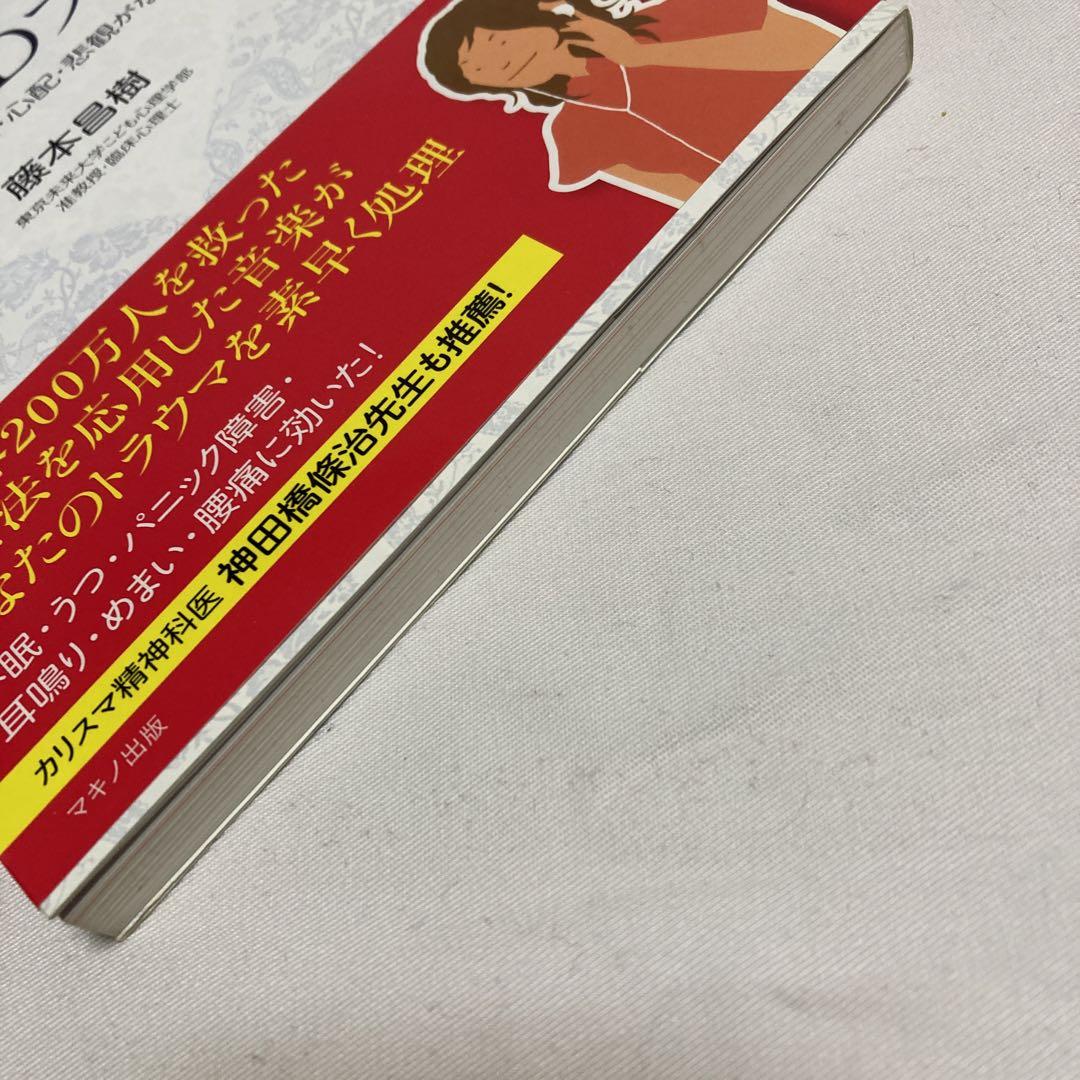 心配・悲観が
藤本昌樹
東京未来大学こども心理学部
准教授・臨床心理士
200万人を救った
法を応用した音楽が
なたのトラウマを素早く処理
眠・うつ・パニック障害・
耳鳴り・めまい・腰痛に効いた！
カリスマ精神科医 神田橋條治先生も推薦！
マキノ出版